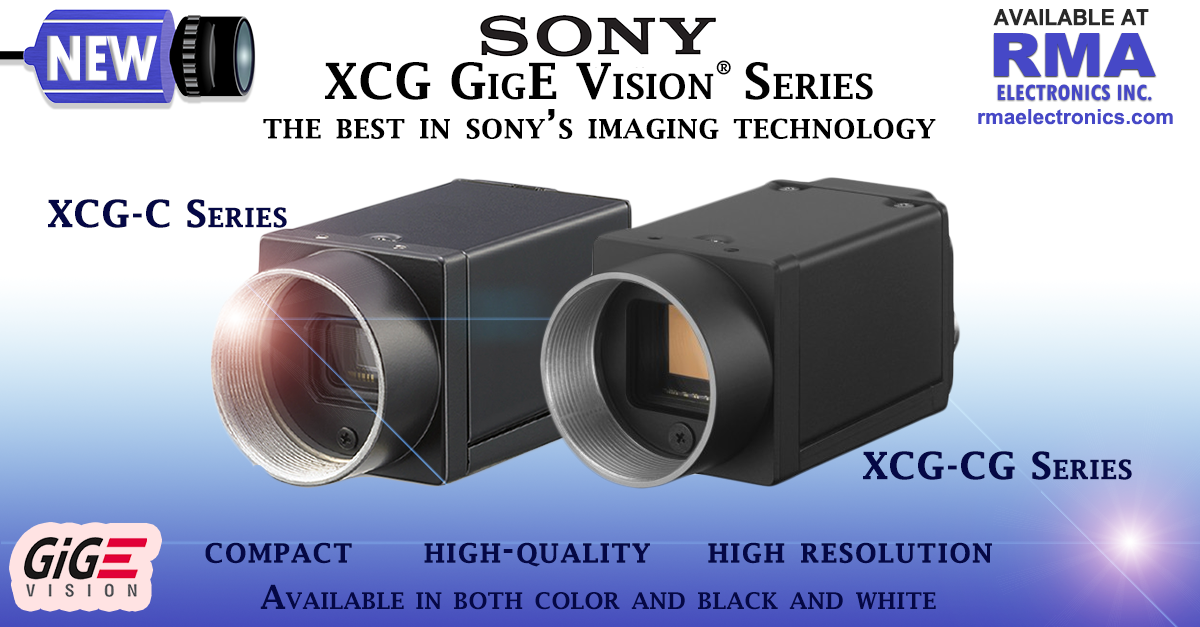 NEW
SONY
XCG GigE Vision® Series
the best in sony's imaging technology
AVAILABLE AT
RMA
ELECTRONICS INC.
rmaelectronics.com
XCG-C Series
XCG-CG Series
GiGE
VISION
compact high-quality high resolution
Available in both color and black and white